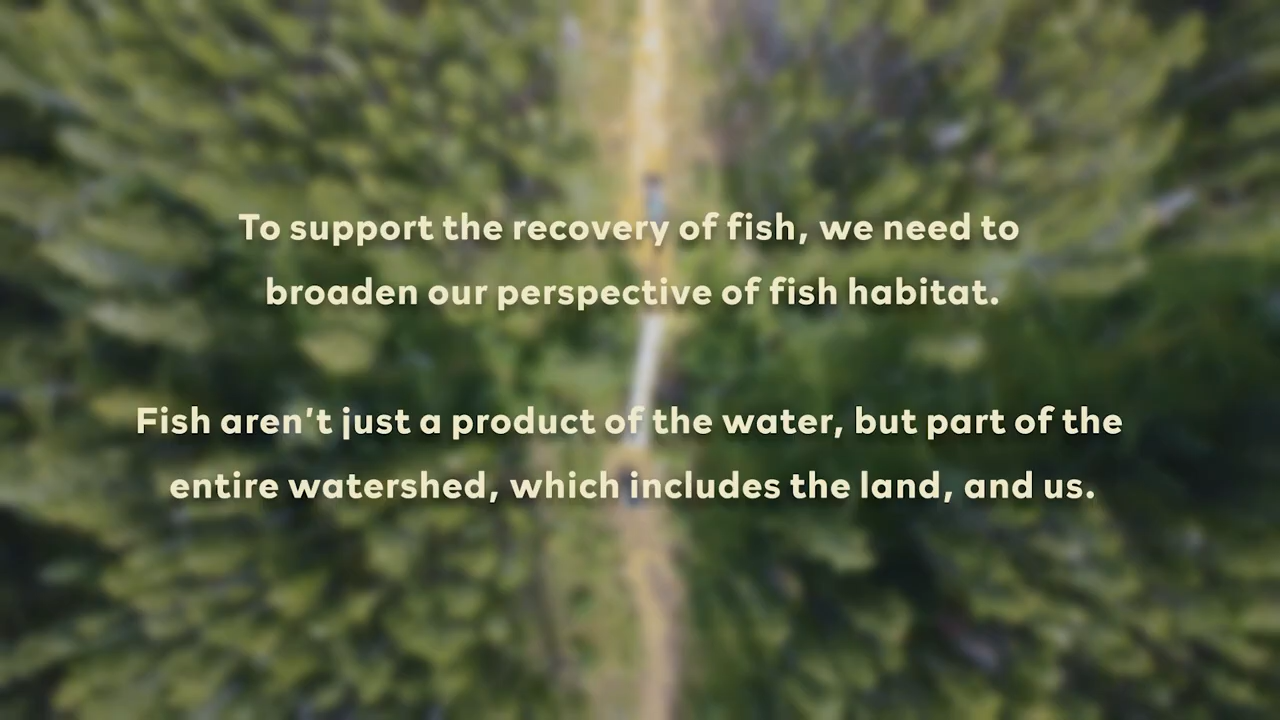 To support the recovery of fish, we need to
broaden our perspective of fish habitat.
Fish aren’t just a product of the water, but part of the
entire watershed, which includes the land, and us.